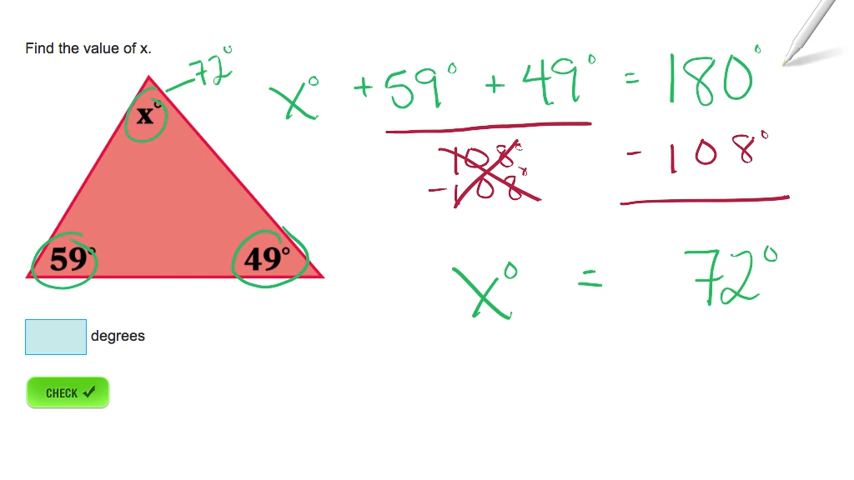 Find the value of x.
72°
x° + 59° + 49° = 180°
x°
108°
- 108°
- 108
59° 49°
x° = 72°
degrees
CHECK ✓